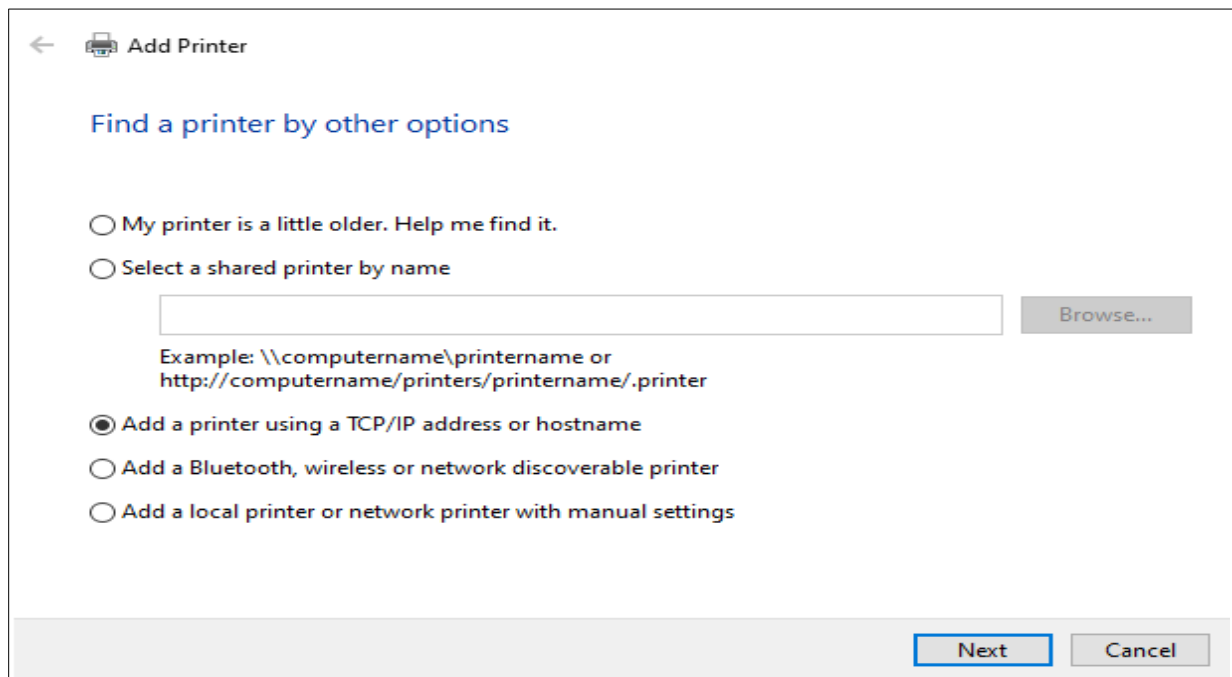 Add Printer
Find a printer by other options
My printer is a little older. Help me find it.
Select a shared printer by name
Browse...
Example: \\computername\printername or
http://computername/printers/printername/.printer
Add a printer using a TCP/IP address or hostname
Add a Bluetooth, wireless or network discoverable printer
Add a local printer or network printer with manual settings
Next Cancel